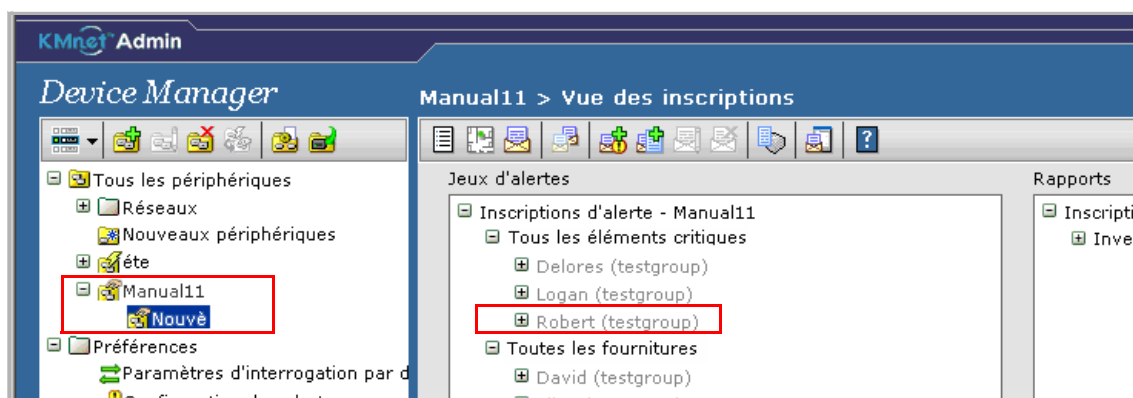 KMnet Admin
Device Manager
Manual11 > Vue des inscriptions
?
Tous les périphériques
Réseaux
Nouveaux périphériques
éte
Manual11
Nouvè
Préférences
Paramètres d'interrogation par d
Jeux d'alertes
Inscriptions d'alerte - Manual11
Tous les éléments critiques
Delores (testgroup)
Logan (testgroup)
Robert (testgroup)
Toutes les fournitures
David (testgroup)
Rapports
Inscripti
Inve